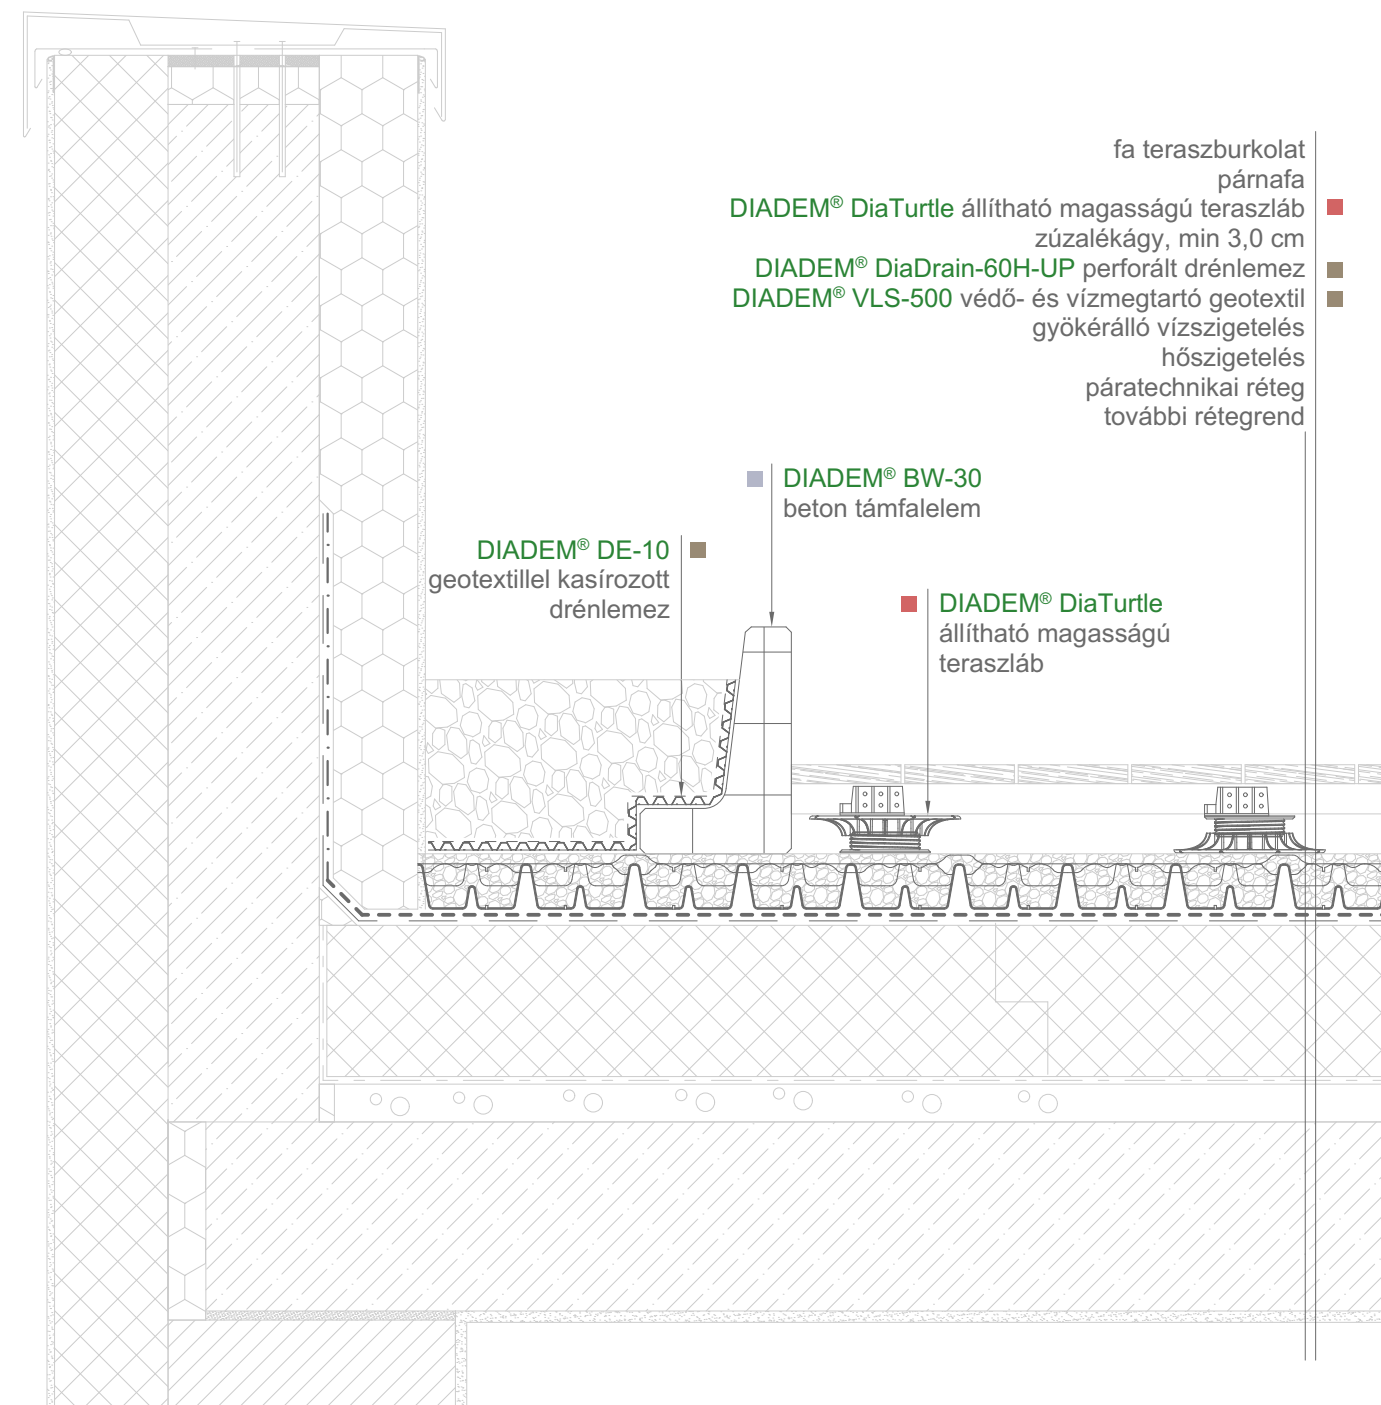 fa teraszburkolat
párnafa
DIADEM® DiaTurtle állítható magasságú teraszláb
zúzalékágy, min 3,0 cm
DIADEM® DiaDrain-60H-UP perforált drénlemez
DIADEM® VLS-500 védő- és vízmegtartó geotextil
gyökérálló vízszigetelés
hőszigetelés
páratechnikai réteg
további rétegrend
DIADEM® BW-30
beton támfalelem
DIADEM® DE-10
geotextillel kasírozott
drénlemez
DIADEM® DiaTurtle
állítható magasságú
teraszláb